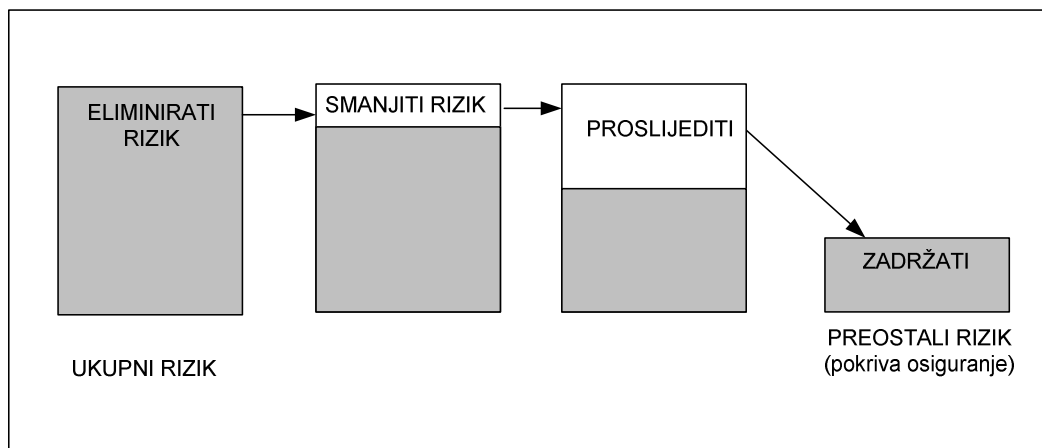 ELIMINIRATI
RIZIK
SMANJITI RIZIK
PROSLIJEDITI
ZADRŽATI
UKUPNI RIZIK
PREOSTALI RIZIK
(pokriva osiguranje)